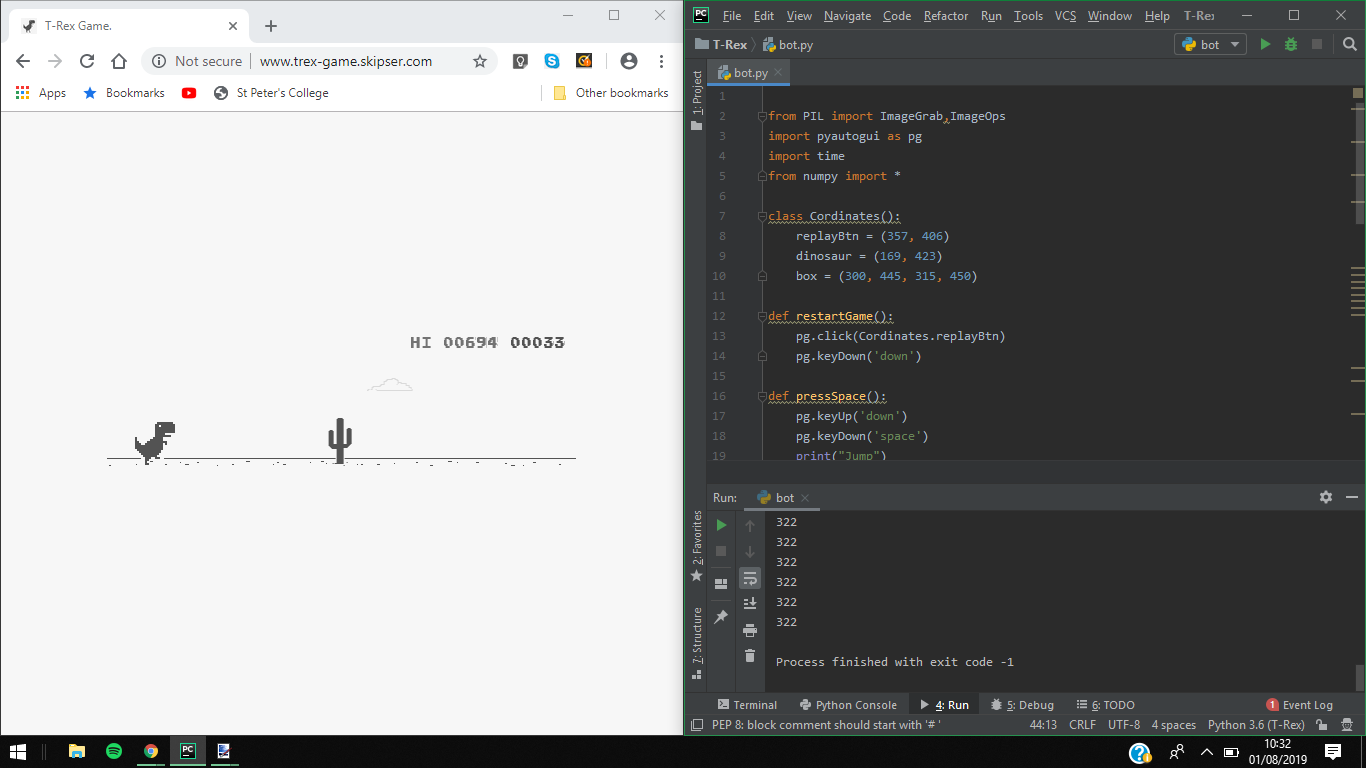 T-Rex Game.
Not secure | www.trex-game.skipser.com
Apps Bookmarks St Peter's College Other bookmarks
HI 00694 00033
PC File Edit View Navigate Code Refactor Run Tools VCS Window Help T-Rex
T-Rex bot.py bot
bot.py
1: Project
1
2 from PIL import ImageGrab,ImageOps
3 import pyautogui as pg
4 import time
5 from numpy import *
6
7 class Cordinates():
8 replayBtn = (357, 406)
9 dinosaur = (169, 423)
10 box = (300, 445, 315, 450)
11
12 def restartGame():
13 pg.click(Cordinates.replayBtn)
14 pg.keyDown('down')
15
16 def pressSpace():
17 pg.keyUp('down')
18 pg.keyDown('space')
19 print("Jump")
Run: bot
2: Favorites
7: Structure
322
322
322
322
322
322
Process finished with exit code -1
Terminal Python Console 4: Run 5: Debug 6: TODO 1 Event Log
PEP 8: block comment should start with '# ' 44:13 CRLF UTF-8 4 spaces Python 3.6 (T-Rex)
PC 10:32
01/08/2019